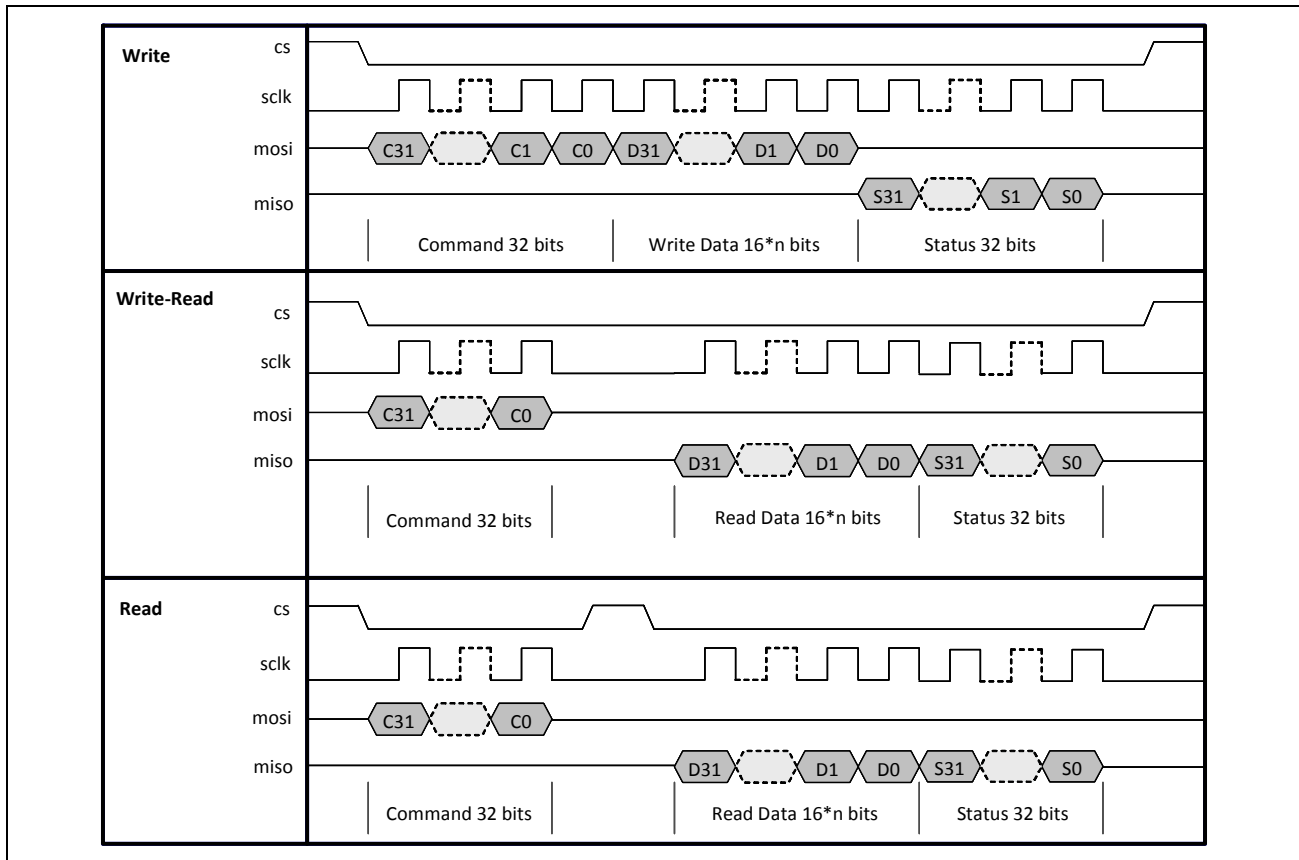 Write
cs
sclk
mosi C31 C1 C0 D31 D1 D0
miso S31 S1 S0
Command 32 bits Write Data 16*n bits Status 32 bits
Write-Read
cs
sclk
mosi C31 C0
miso D31 D1 D0 S31 S0
Command 32 bits Read Data 16*n bits Status 32 bits
Read
cs
sclk
mosi C31 C0
miso D31 D1 D0 S31 S0
Command 32 bits Read Data 16*n bits Status 32 bits